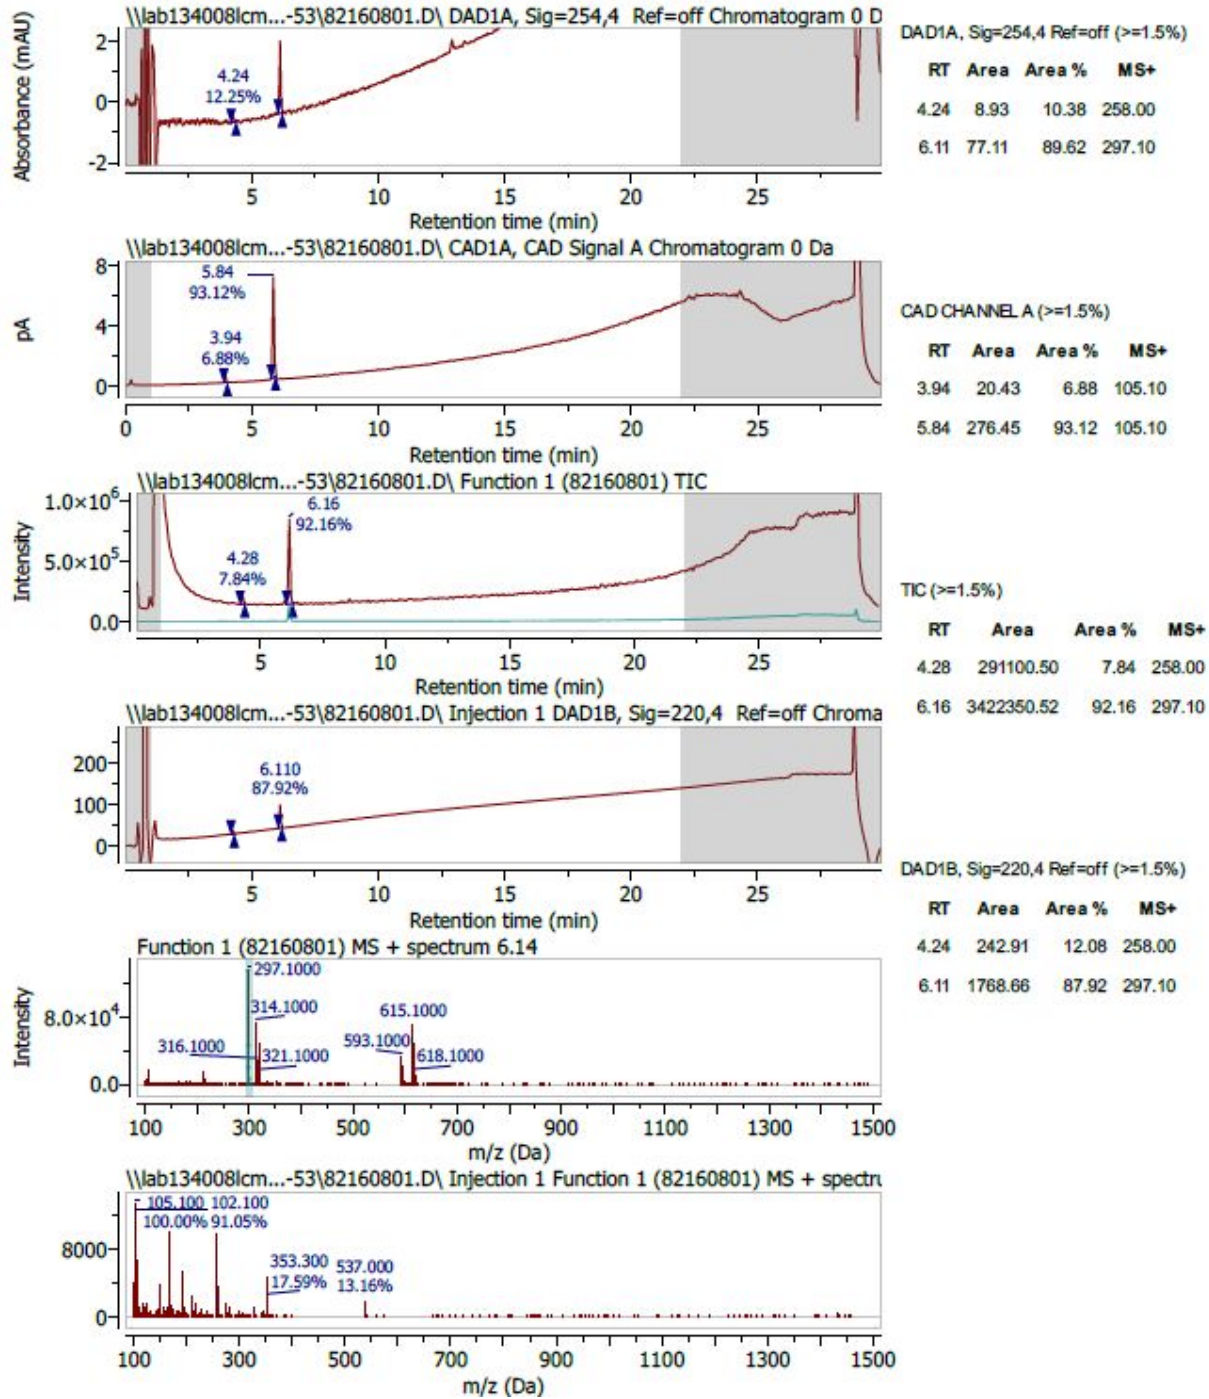 \\lab134008lcm...-53\82160801.D\ DAD1A, Sig=254,4 Ref=off Chromatogram 0 D
Absorbance (mAU)
2
0
-2
4.24
12.25%
5
10
15
20
25
Retention time (min)
DAD1A, Sig=254,4 Ref=off (>=1.5%)
RT Area Area % MS+
4.24 8.93 10.38 258.00
6.11 77.11 89.62 297.10
\\lab134008lcm...-53\82160801.D\ CAD1A, CAD Signal A Chromatogram 0 Da
pA
8
4
0
5.84
93.12%
3.94
6.88%
0
5
10
15
20
25
Retention time (min)
CAD CHANNEL A (>=1.5%)
RT Area Area % MS+
3.94 20.43 6.88 105.10
5.84 276.45 93.12 105.10
\\lab134008lcm...-53\82160801.D\ Function 1 (82160801) TIC
Intensity
1.0×10⁶
5.0×10⁵
0.0
6.16
92.16%
4.28
7.84%
5
10
15
20
25
Retention time (min)
TIC (>=1.5%)
RT Area Area % MS+
4.28 291100.50 7.84 258.00
6.16 3422350.52 92.16 297.10
\\lab134008lcm...-53\82160801.D\ Injection 1 DAD1B, Sig=220,4 Ref=off Chroma
200
100
0
6.110
87.92%
5
10
15
20
25
Retention time (min)
DAD1B, Sig=220,4 Ref=off (>=1.5%)
RT Area Area % MS+
4.24 242.91 12.08 258.00
6.11 1768.66 87.92 297.10
Function 1 (82160801) MS + spectrum 6.14
Intensity
8.0×10⁴
0.0
297.1000
314.1000
316.1000
321.1000
615.1000
593.1000
618.1000
100
300
500
700
900
1100
1300
1500
m/z (Da)
\\lab134008lcm...-53\82160801.D\ Injection 1 Function 1 (82160801) MS + spectru
8000
0
105.100 102.100
100.00% 91.05%
353.300 537.000
17.59% 13.16%
100
300
500
700
900
1100
1300
1500
m/z (Da)